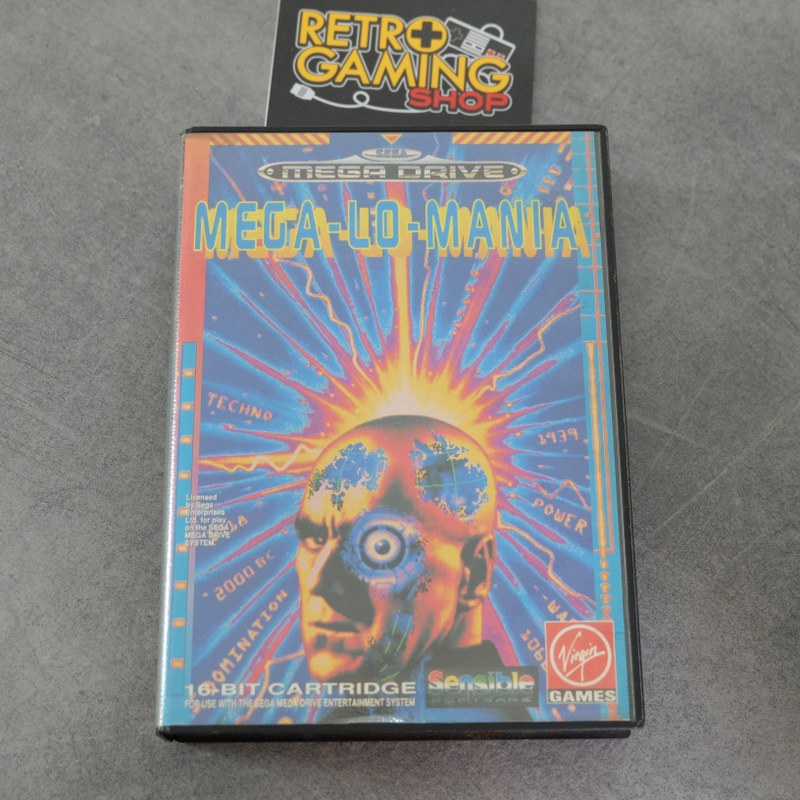 RETRO
GAMING
SHOP
SEGA
MEGA DRIVE
MEGA-LO-MANIA
TECHNO
1939
Licensed
by Sega
Enterprises
Ltd. for play
on the SEGA
MEGA DRIVE
SYSTEM.
POWER
2000 BC
DOMINATION
Virgin
GAMES
16-BIT CARTRIDGE
FOR USE WITH THE SEGA MEGA DRIVE ENTERTAINMENT SYSTEM
Sensible
SOFTWARE